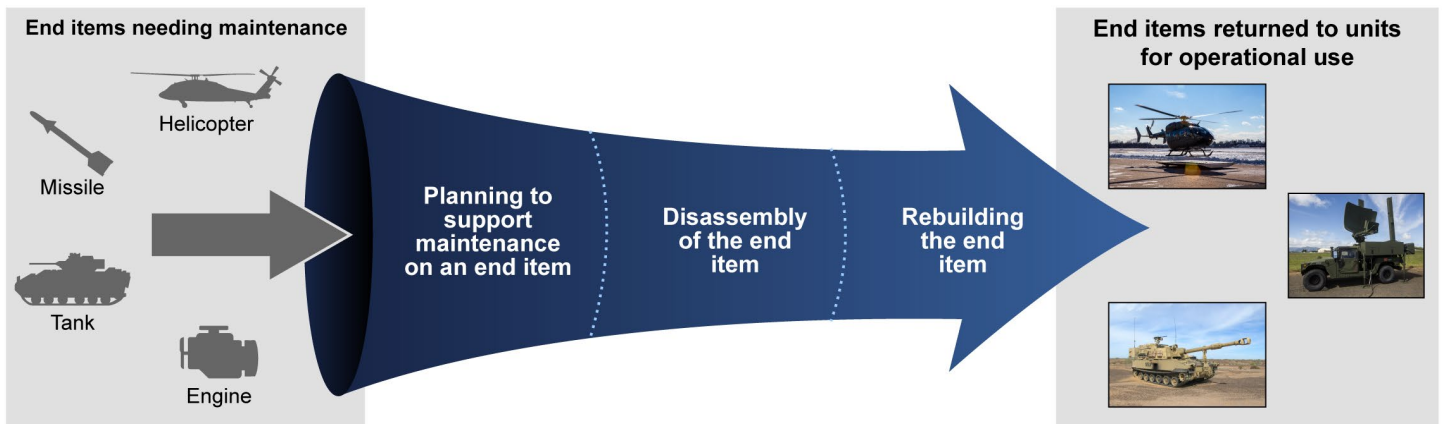 End items needing maintenance
Helicopter
Missile
Tank
Engine
Planning to
support
maintenance
on an end item
Disassembly
of the end
item
Rebuilding
the end
item
End items returned to units
for operational use